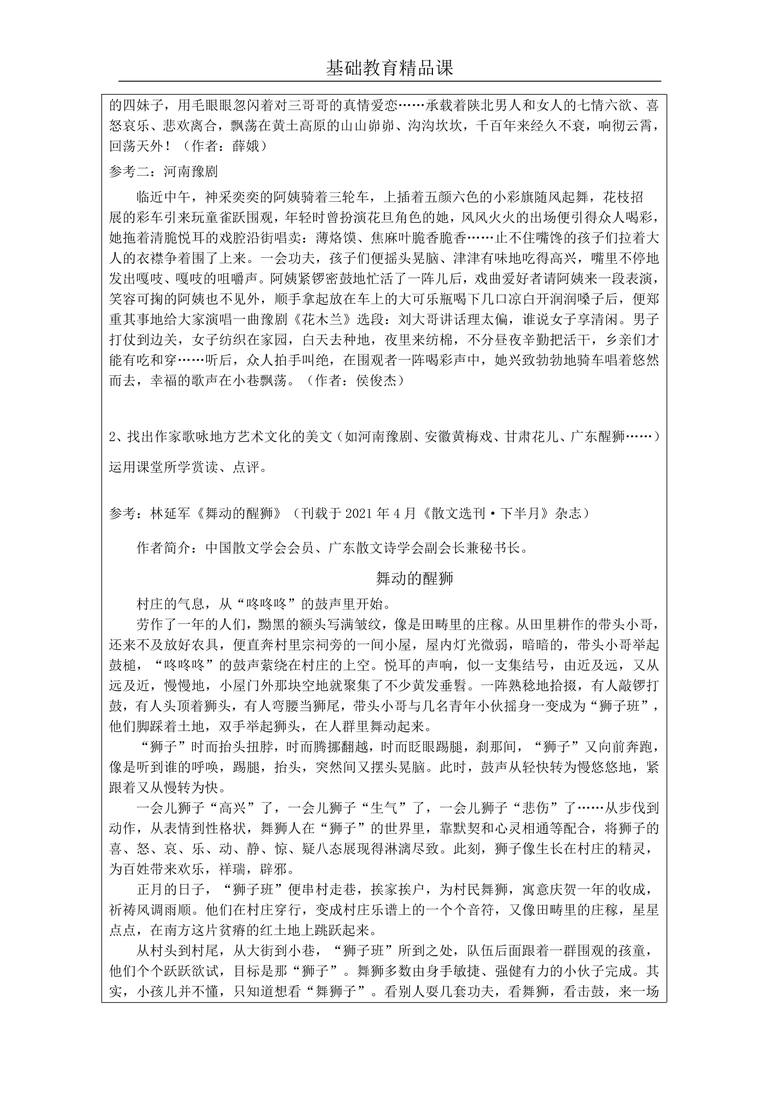 基础教育精品课
的四妹子，用毛眼眼忽闪着对三哥哥的真情爱恋……承载着陕北男人和女人的七情六欲、喜
怒哀乐、悲欢离合，飘荡在黄土高原的山山峁峁、沟沟坎坎，千百年来经久不衰，响彻云霄，
回荡天外！（作者：薛娥）
参考二：河南豫剧
临近中午，神采奕奕的阿姨骑着三轮车，上插着五颜六色的小彩旗随风起舞，花枝招
展的彩车引来玩童雀跃围观，年轻时曾扮演花旦角色的她，风风火火的出场便引得众人喝彩，
她拖着清脆悦耳的戏腔沿街唱卖：薄烙馍、焦麻叶脆香脆香……止不住嘴馋的孩子们拉着大
人的衣襟争着围了上来。一会功夫，孩子们便摇头晃脑、津津有味地吃得高兴，嘴里不停地
发出嘎吱、嘎吱的咀嚼声。阿姨紧锣密鼓地忙活了一阵儿后，戏曲爱好者请阿姨来一段表演，
笑容可掬的阿姨也不见外，顺手拿起放在车上的大可乐瓶喝下几口凉白开润润嗓子后，便郑
重其事地给大家演唱一曲豫剧《花木兰》选段：刘大哥讲话理太偏，谁说女子享清闲。男子
打仗到边关，女子纺织在家园，白天去种地，夜里来纺棉，不分昼夜辛勤把活干，乡亲们才
能有吃和穿……听后，众人拍手叫绝，在围观者一阵喝彩声中，她兴致勃勃地骑车唱着悠然
而去，幸福的歌声在小巷飘荡。（作者：侯俊杰）
2、找出作家歌咏地方艺术文化的美文（如河南豫剧、安徽黄梅戏、甘肃花儿、广东醒狮……）
运用课堂所学赏读、点评。
参考：林延军《舞动的醒狮》（刊载于 2021 年 4 月《散文选刊·下半月》杂志）
作者简介：中国散文学会会员、广东散文诗学会副会长兼秘书长。
舞动的醒狮
村庄的气息，从“咚咚咚”的鼓声里开始。
劳作了一年的人们，黝黑的额头写满皱纹，像是田畴里的庄稼。从田里耕作的带头小哥，
还来不及放好农具，便直奔村里宗祠旁的一间小屋，屋内灯光微弱，暗暗的，带头小哥举起
鼓槌，“咚咚咚”的鼓声萦绕在村庄的上空。悦耳的声响，似一支集结号，由近及远，又从
远及近，慢慢地，小屋门外那块空地就聚集了不少黄发垂髫。一阵熟稔地拾掇，有人敲锣打
鼓，有人头顶着狮头，有人弯腰当狮尾，带头小哥与几名青年小伙摇身一变成为“狮子班”，
他们脚踩着土地，双手举起狮头，在人群里舞动起来。
“狮子”时而抬头扭脖，时而腾挪翻越，时而眨眼踢腿，刹那间，“狮子”又向前奔跑，
像是听到谁的呼唤，踢腿，抬头，突然间又摆头晃脑。此时，鼓声从轻快转为慢悠悠地，紧
跟着又从慢转为快。
一会儿狮子“高兴”了，一会儿狮子“生气”了，一会儿狮子“悲伤”了……从步伐到
动作，从表情到性格状，舞狮人在“狮子”的世界里，靠默契和心灵相通等配合，将狮子的
喜、怒、哀、乐、动、静、惊、疑八态展现得淋漓尽致。此刻，狮子像生长在村庄的精灵，
为百姓带来欢乐，祥瑞，辟邪。
正月的日子，“狮子班”便串村走巷，挨家挨户，为村民舞狮，寓意庆贺一年的收成，
祈祷风调雨顺。他们在村庄穿行，变成村庄乐谱上的一个个音符，又像田畴里的庄稼，星星
点点，在南方这片贫瘠的红土地上跳跃起来。
从村头到村尾，从大街到小巷，“狮子班”所到之处，队伍后面跟着一群围观的孩童，
他们个个跃跃欲试，目标是那“狮子”。舞狮多数由身手敏捷、强健有力的小伙子完成。其
实，小孩儿并不懂，只知道想看“舞狮子”。看别人耍几套功夫，看舞狮，看击鼓，来一场